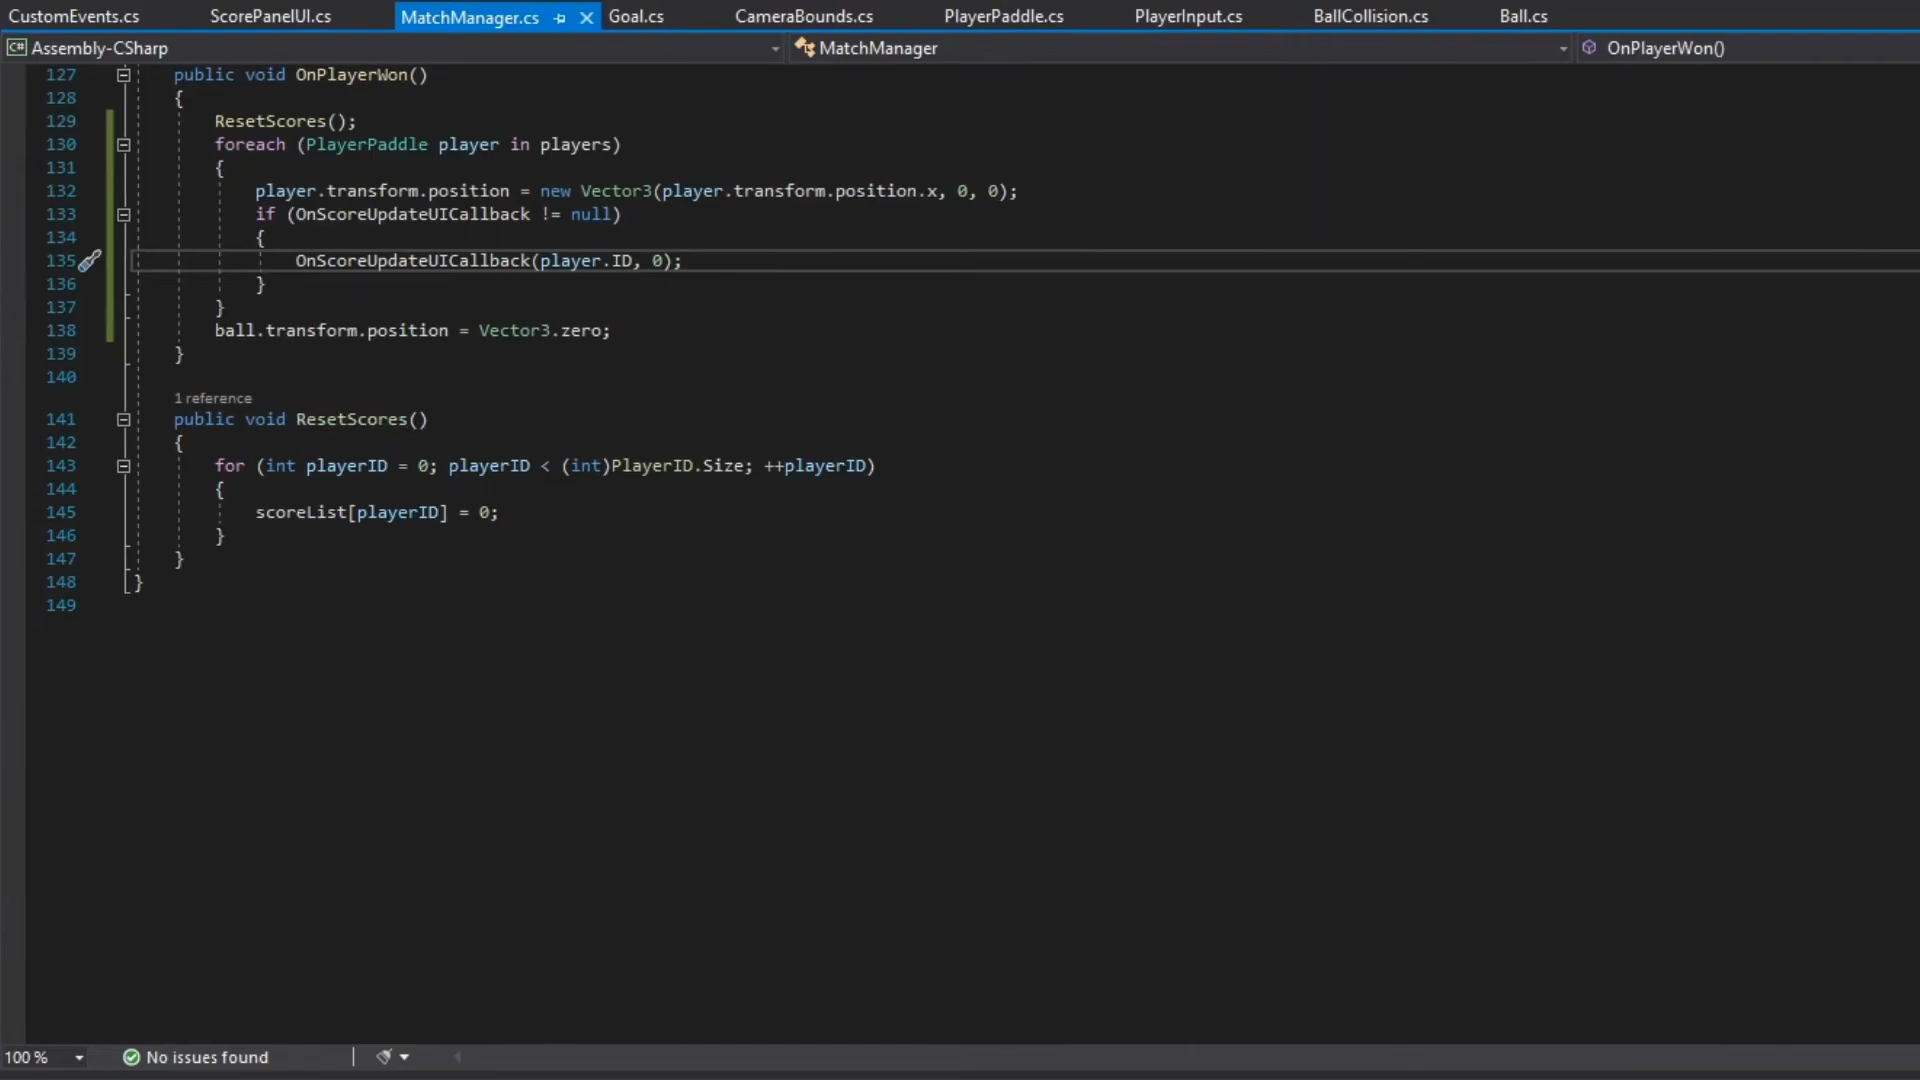 CustomEvents.cs ScorePanelUI.cs MatchManager.cs Goal.cs CameraBounds.cs PlayerPaddle.cs PlayerInput.cs BallCollision.cs Ball.cs
C# Assembly-CSharp MatchManager OnPlayerWon()
127 public void OnPlayerWon()
128 {
129 ResetScores();
130 foreach (PlayerPaddle player in players)
131 {
132 player.transform.position = new Vector3(player.transform.position.x, 0, 0);
133 if (OnScoreUpdateUICallback != null)
134 {
135 OnScoreUpdateUICallback(player.ID, 0);
136 }
137 }
138 ball.transform.position = Vector3.zero;
139 }
140
1 reference
141 public void ResetScores()
142 {
143 for (int playerID = 0; playerID < (int)PlayerID.Size; ++playerID)
144 {
145 scoreList[playerID] = 0;
146 }
147 }
148 }
149
100 % No issues found